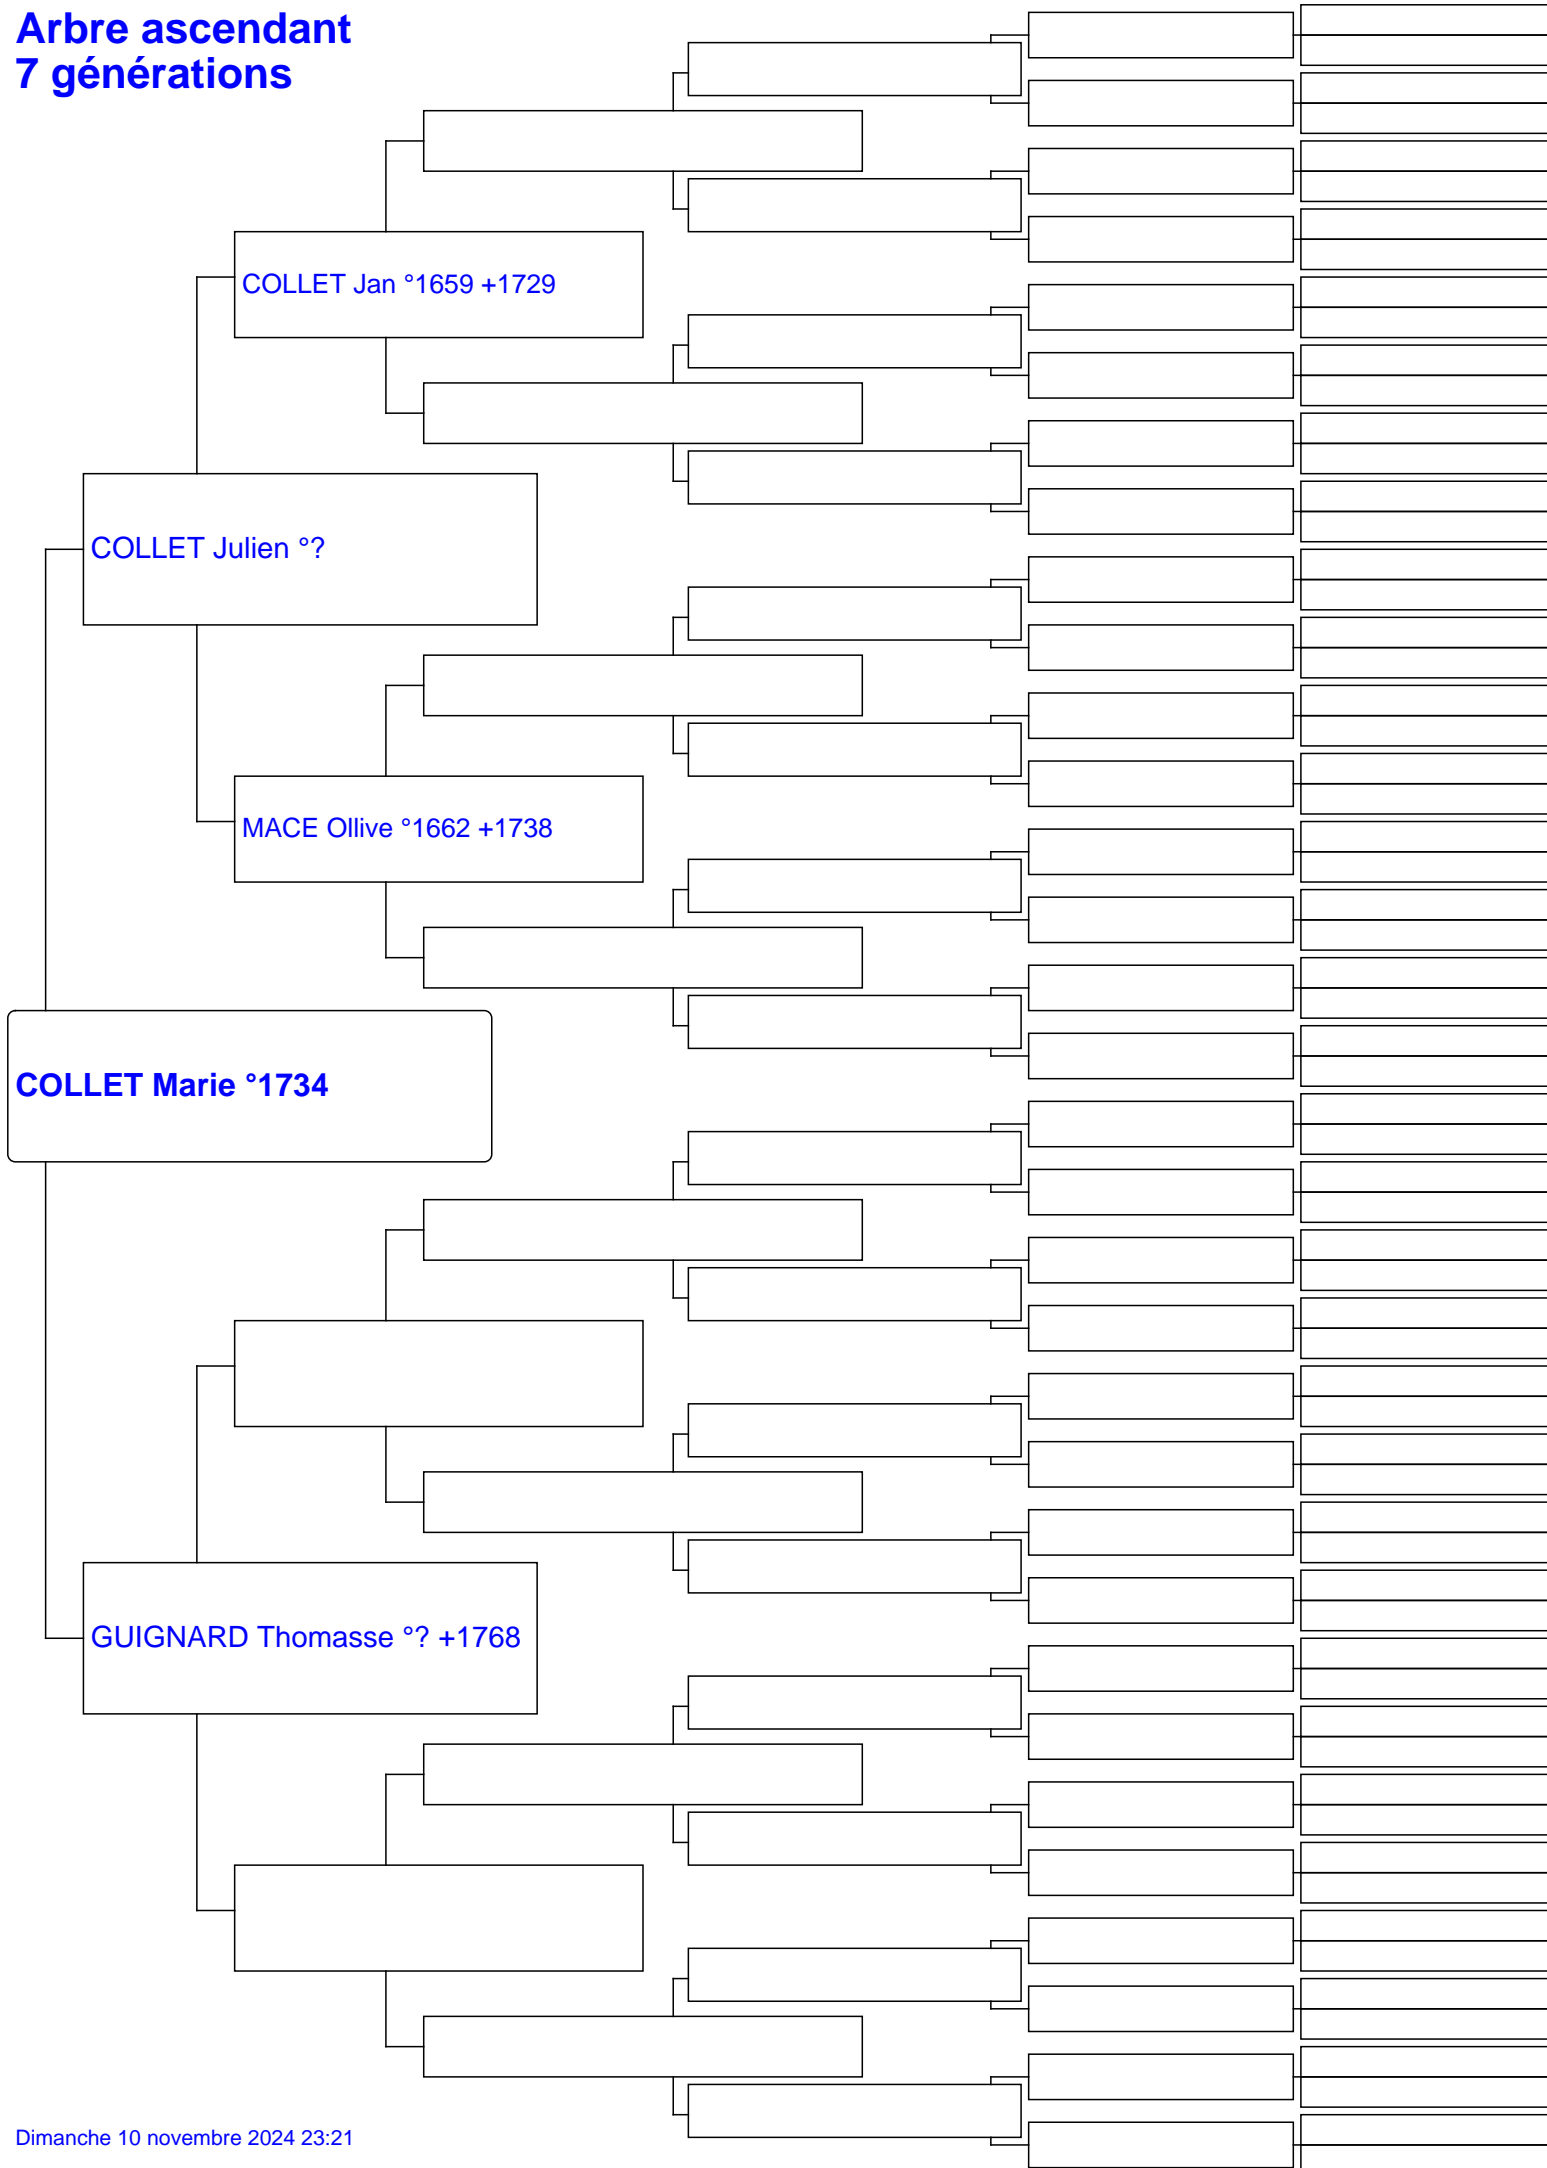 Arbre ascendant
7 générations
COLLET Jan °1659 +1729
COLLET Julien °?
MACE Ollive °1662 +1738
COLLET Marie °1734
GUIGNARD Thomasse °? +1768
Dimanche 10 novembre 2024 23:21